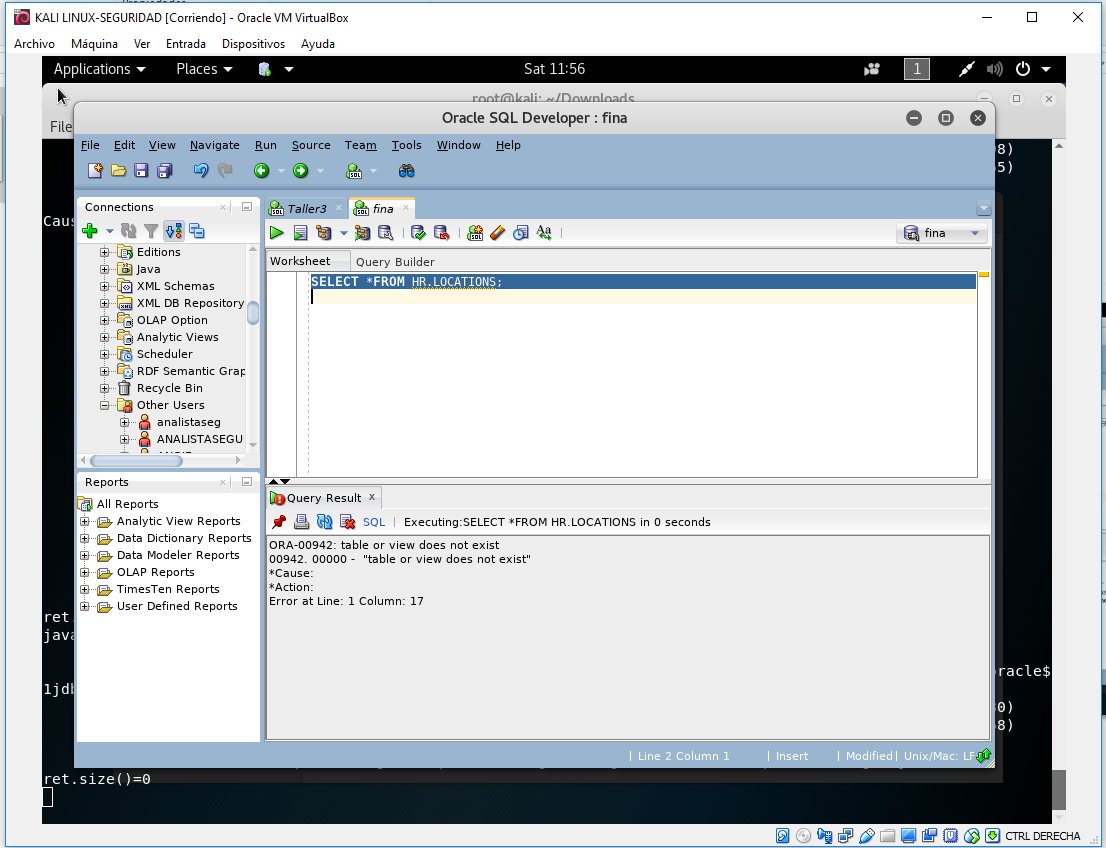 KALI LINUX-SEGURIDAD [Corriendo] - Oracle VM VirtualBox
Archivo Máquina Ver Entrada Dispositivos Ayuda
Applications Places Sat 11:56 1
root@kali: ~/Downloads
File
Oracle SQL Developer : fina
File Edit View Navigate Run Source Team Tools Window Help
8)
5)
Caus
Connections
Editions
Java
XML Schemas
XML DB Repository
OLAP Option
Analytic Views
Scheduler
RDF Semantic Grap
Recycle Bin
Other Users
analistaseg
ANALISTASEGU
Taller3 fina
fina
Worksheet Query Builder
SELECT *FROM HR.LOCATIONS;
Reports
All Reports
Analytic View Reports
Data Dictionary Reports
Data Modeler Reports
OLAP Reports
TimesTen Reports
User Defined Reports
Query Result
SQL | Executing:SELECT *FROM HR.LOCATIONS in 0 seconds
ORA-00942: table or view does not exist
00942. 00000 - "table or view does not exist"
*Cause:
*Action:
Error at Line: 1 Column: 17
ret.
java
1jdb
racle$
0)
8)
| Line 2 Column 1 | Insert | Modified | Unix/Mac: LF
ret.size()=0
CTRL DERECHA